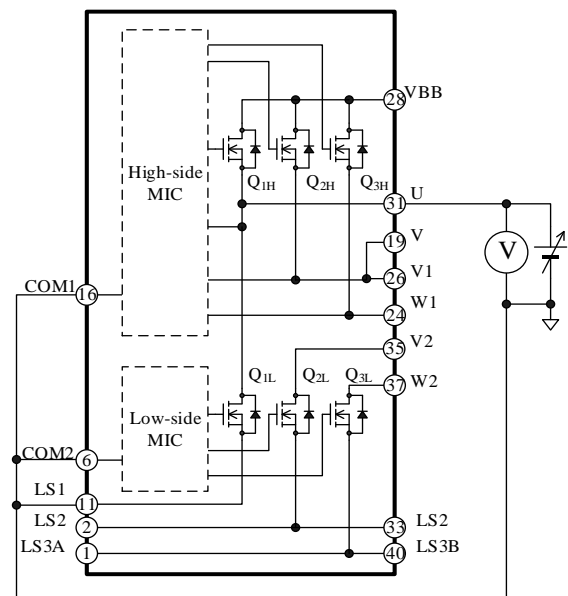 VBB
28
High-side
MIC
Q1H
Q2H
Q3H
U
31
V
19
V
V1
26
COM1
16
W1
24
V2
35
Q1L
Q2L
Q3L
W2
37
Low-side
MIC
COM2
6
LS1
11
LS2
2
33
LS2
LS3A
1
40
LS3B